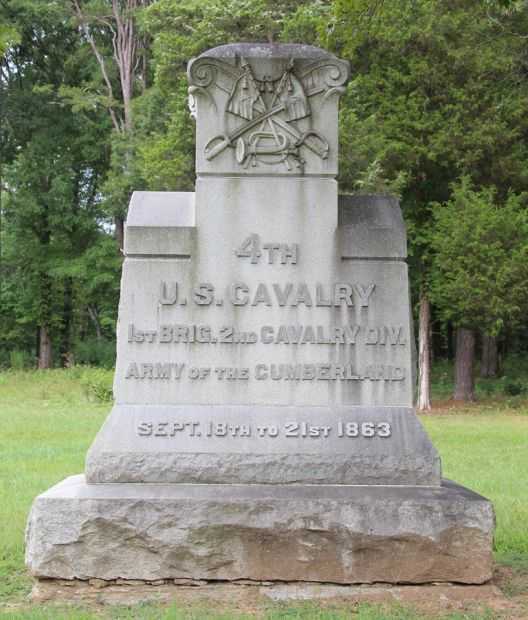 4TH
U.S. CAVALRY
1ST BRIG. 2ND CAVALRY DIV.
ARMY OF THE CUMBERLAND
SEPT. 18TH TO 21ST 1863